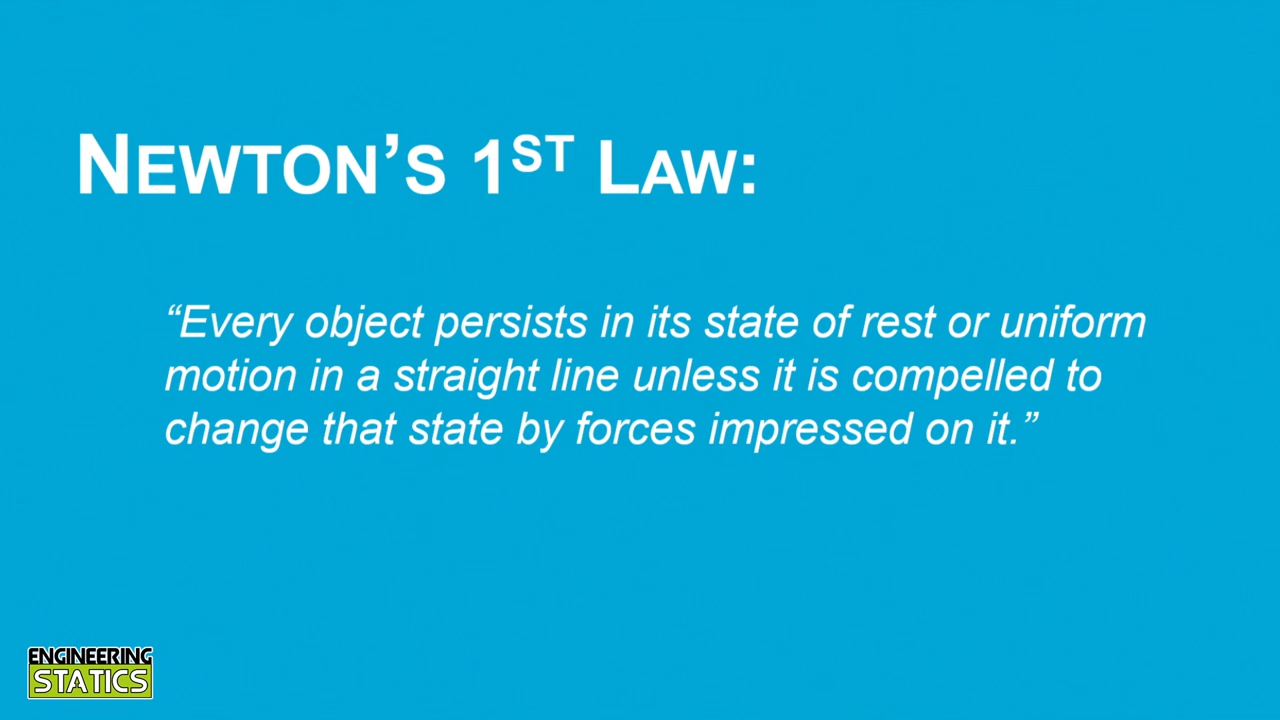 NEWTON'S 1ST LAW:
“Every object persists in its state of rest or uniform
motion in a straight line unless it is compelled to
change that state by forces impressed on it.”
ENGINEERING
STATICS